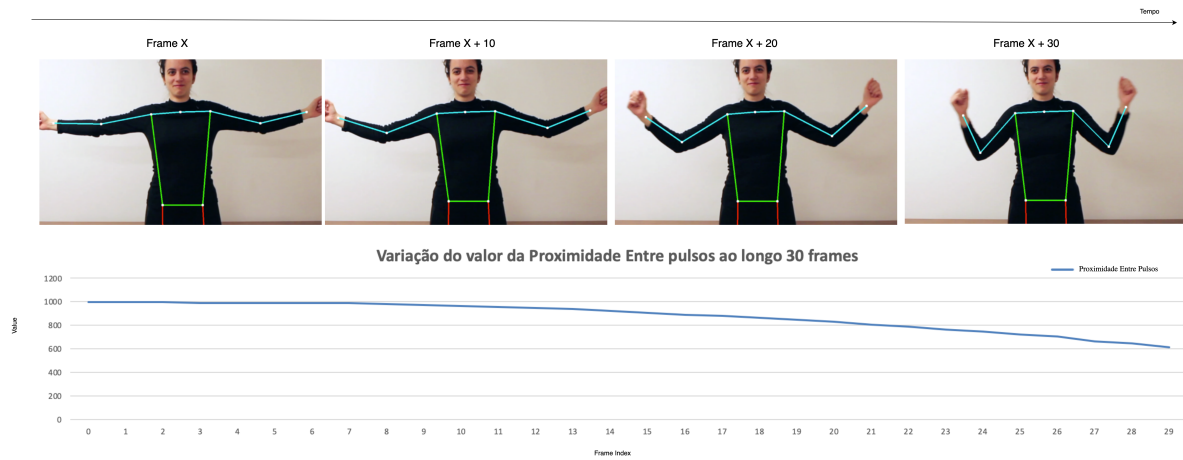 Tempo
Frame X
Frame X + 10
Frame X + 20
Frame X + 30
Variação do valor da Proximidade Entre pulsos ao longo 30 frames
Proximidade Entre Pulsos
1200
1000
800
600
400
200
0
Value
0 1 2 3 4 5 6 7 8 9 10 11 12 13 14 15 16 17 18 19 20 21 22 23 24 25 26 27 28 29
Frame Index